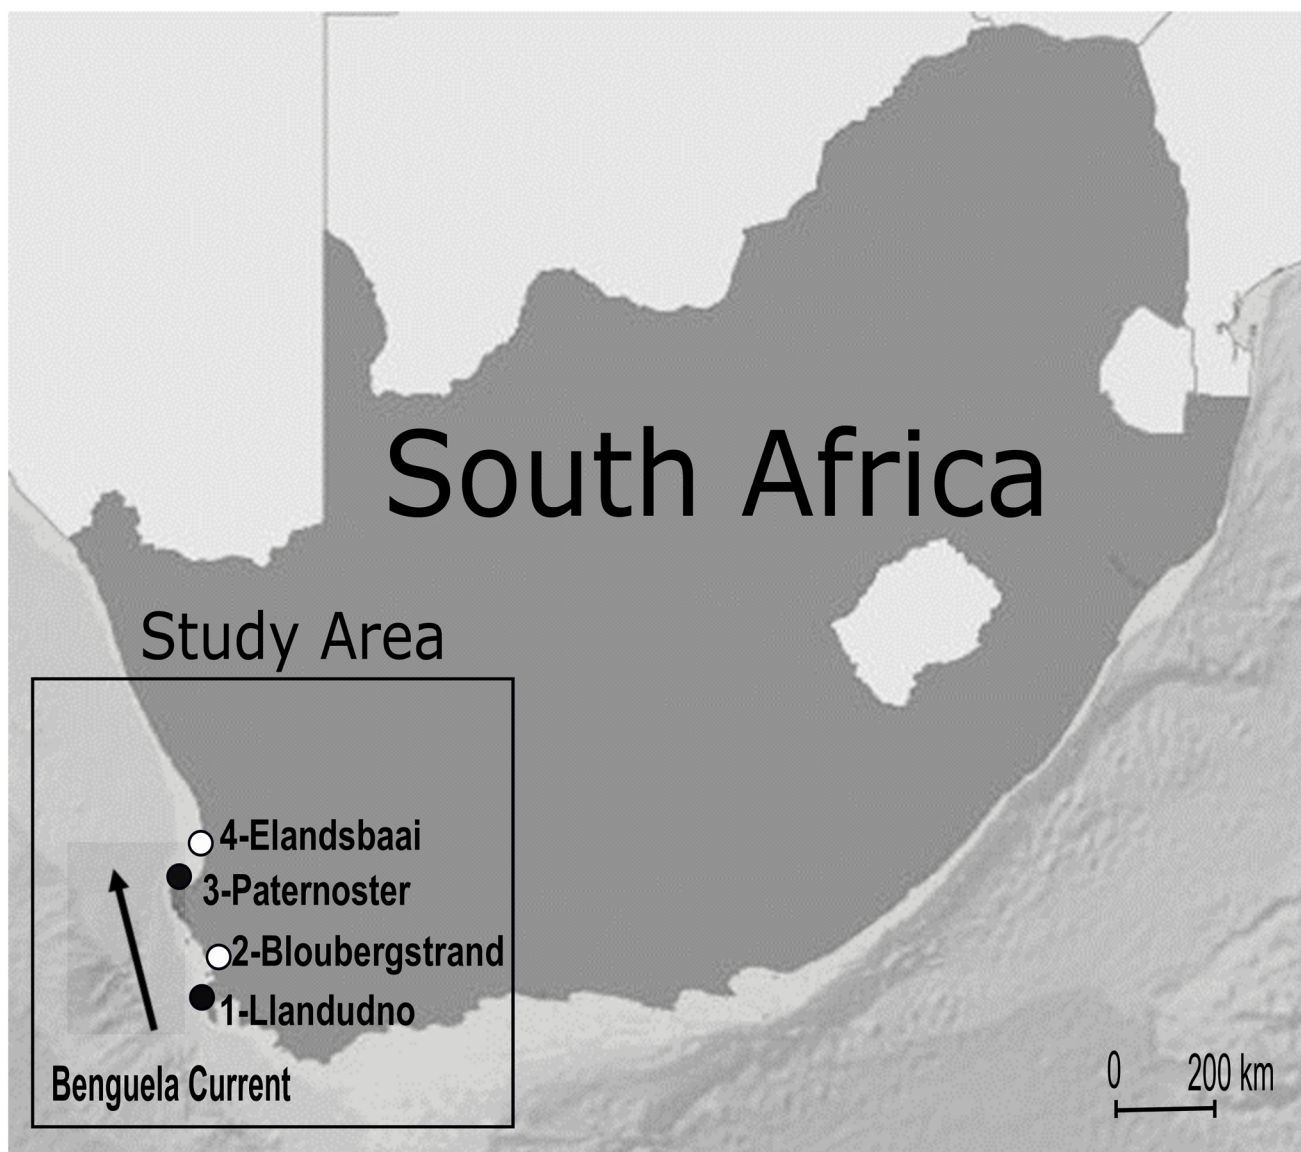 South Africa
Study Area
4-Elandsbaai
3-Paternoster
2-Bloubergstrand
1-Llandudno
Benguela Current
0 200 km